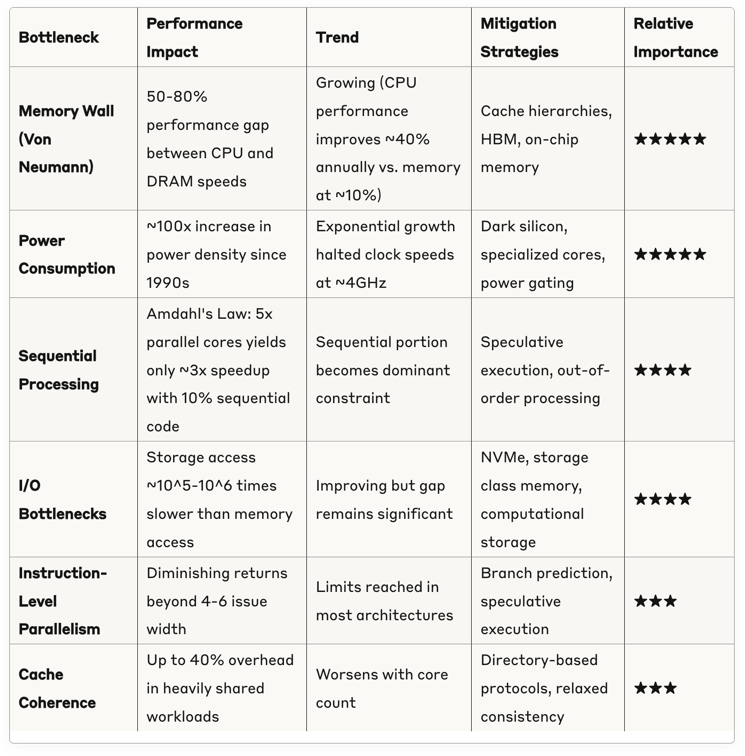 Bottleneck
Performance
Impact
Trend
Mitigation
Strategies
Relative
Importance
Memory Wall
(Von
Neumann)
50-80%
performance gap
between CPU and
DRAM speeds
Growing (CPU
performance
improves ~40%
annually vs. memory
at ~10%)
Cache hierarchies,
HBM, on-chip
memory
★★★★★
Power
Consumption
~100x increase in
power density since
1990s
Exponential growth
halted clock speeds
at ~4GHz
Dark silicon,
specialized cores,
power gating
★★★★★
Sequential
Processing
Amdahl's Law: 5x
parallel cores yields
only ~3x speedup
with 10% sequential
code
Sequential portion
becomes dominant
constraint
Speculative
execution, out-of-
order processing
★★★★
I/O
Bottlenecks
Storage access
~10^5-10^6 times
slower than memory
access
Improving but gap
remains significant
NVMe, storage
class memory,
computational
storage
★★★★
Instruction-
Level
Parallelism
Diminishing returns
beyond 4-6 issue
width
Limits reached in
most architectures
Branch prediction,
speculative
execution
★★★
Cache
Coherence
Up to 40% overhead
in heavily shared
workloads
Worsens with core
count
Directory-based
protocols, relaxed
consistency
★★★